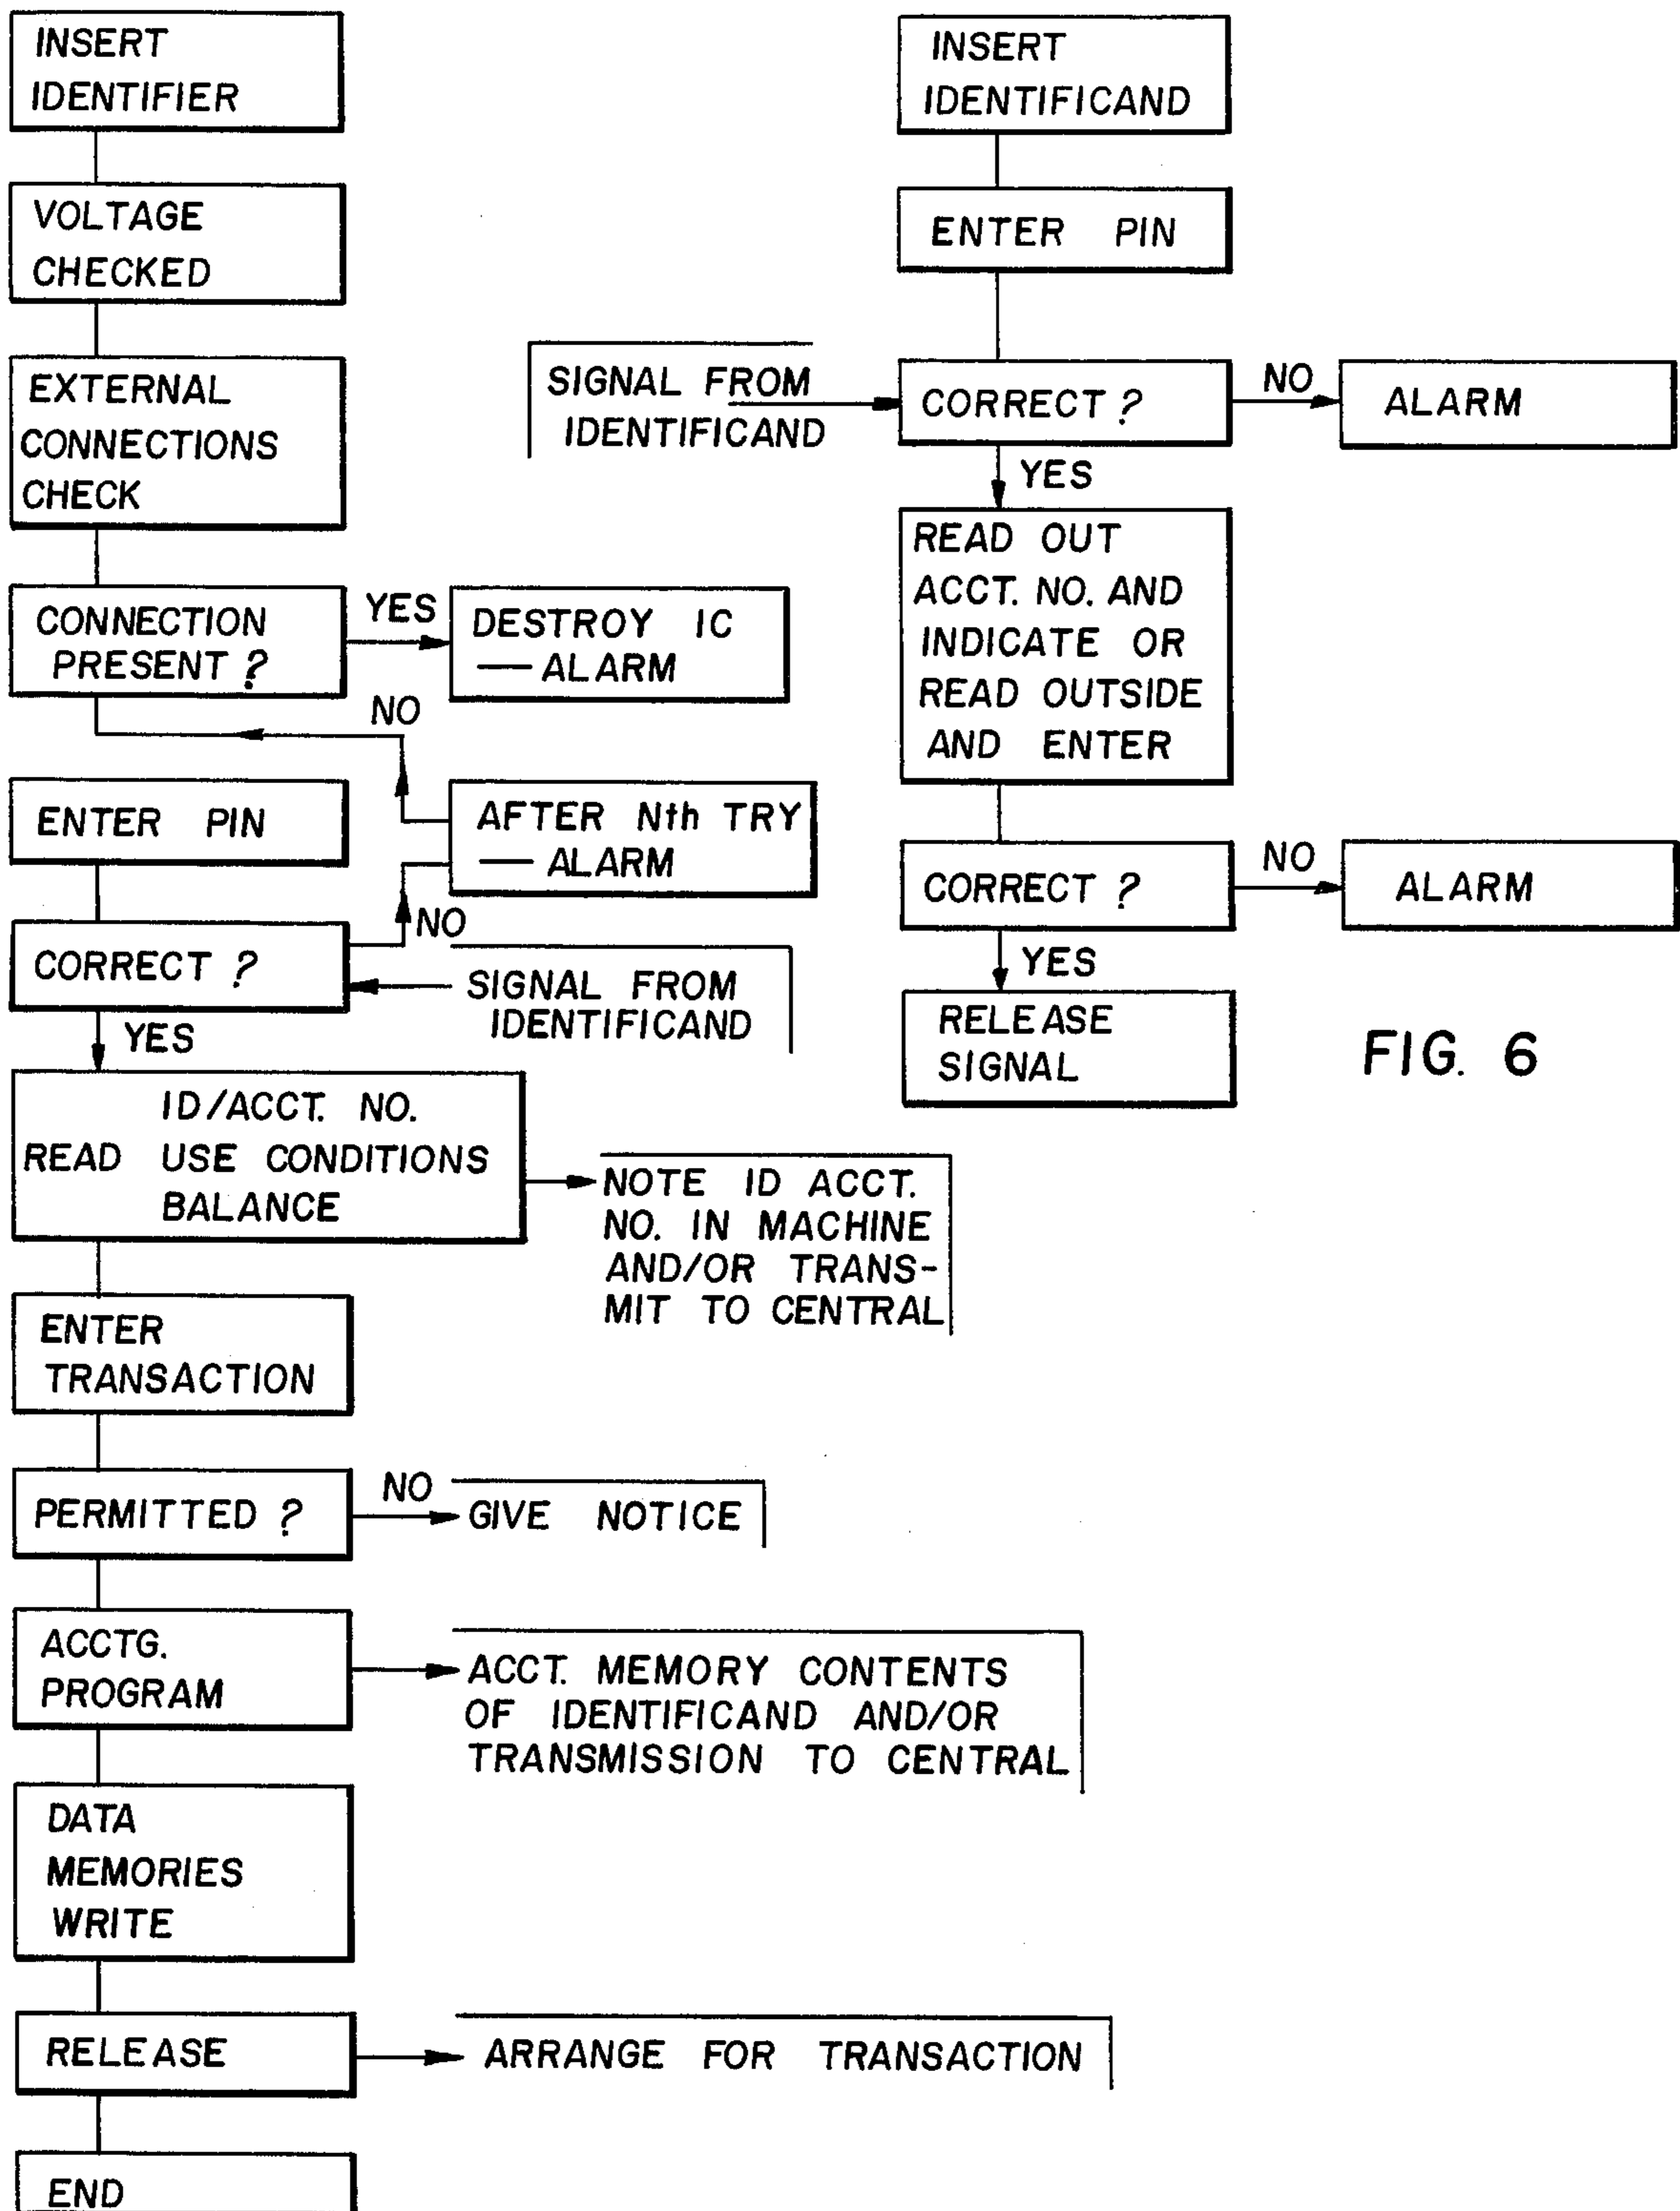 INSERT
IDENTIFIER
VOLTAGE
CHECKED
EXTERNAL
CONNECTIONS
CHECK
CONNECTION
PRESENT ?
YES
DESTROY IC
— ALARM
NO
ENTER PIN
AFTER Nth TRY
— ALARM
NO
CORRECT ?
SIGNAL FROM
IDENTIFICAND
YES
ID/ACCT. NO.
READ USE CONDITIONS
BALANCE
NOTE ID ACCT.
NO. IN MACHINE
AND/OR TRANS-
MIT TO CENTRAL
ENTER
TRANSACTION
PERMITTED ?
NO
GIVE NOTICE
ACCTG.
PROGRAM
ACCT. MEMORY CONTENTS
OF IDENTIFICAND AND/OR
TRANSMISSION TO CENTRAL
DATA
MEMORIES
WRITE
RELEASE
ARRANGE FOR TRANSACTION
END
INSERT
IDENTIFICAND
ENTER PIN
SIGNAL FROM
IDENTIFICAND
CORRECT ?
NO
ALARM
YES
READ OUT
ACCT. NO. AND
INDICATE OR
READ OUTSIDE
AND ENTER
CORRECT ?
NO
ALARM
YES
RELEASE
SIGNAL
FIG. 6